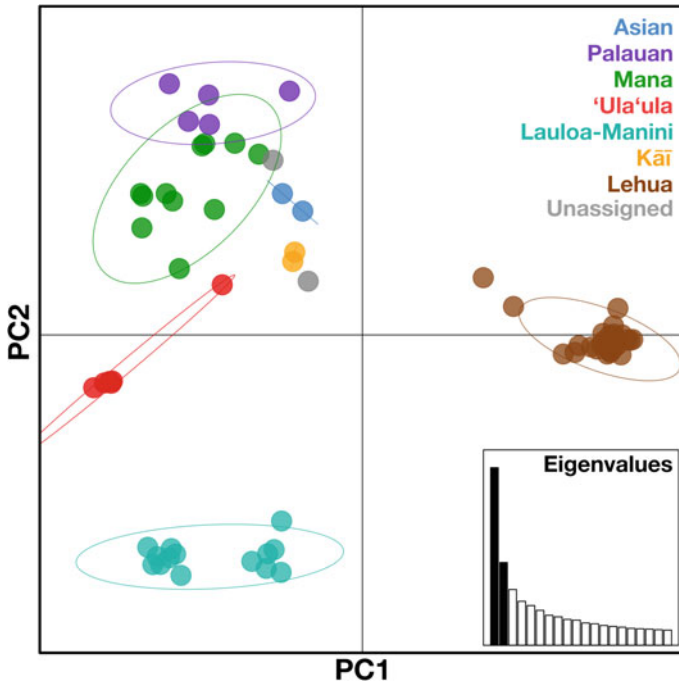 Asian
Palauan
Mana
ʻUlaʻula
Lauloa-Manini
Kāī
Lehua
Unassigned
PC2
Eigenvalues
PC1